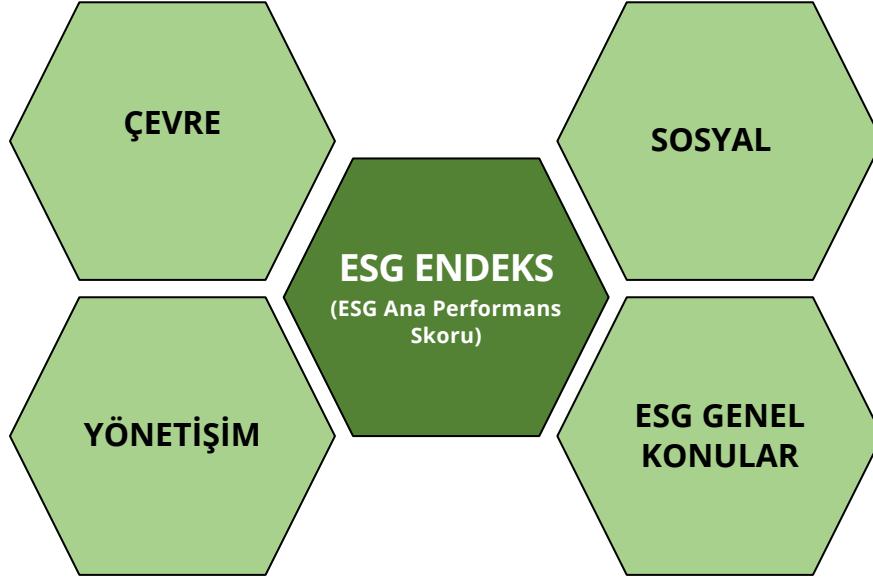 ÇEVRE
SOSYAL
ESG ENDEKS
(ESG Ana Performans
Skoru)
YÖNETİŞİM
ESG GENEL
KONULAR